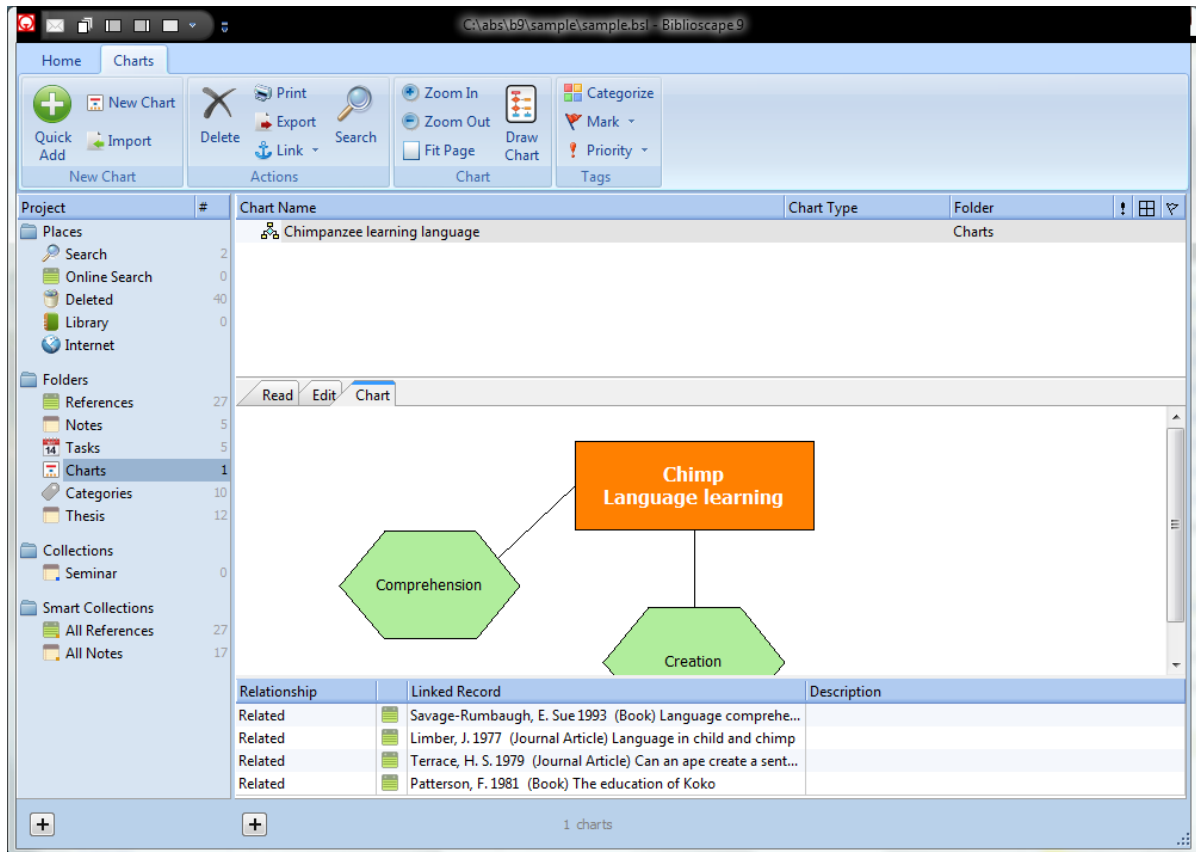 C:\abs\b9\sample\sample.bsl - Biblioscape 9
Home Charts
Quick Add
New Chart
Import
New Chart
Delete
Print
Export
Link
Search
Actions
Zoom In
Zoom Out
Fit Page
Draw Chart
Chart
Categorize
Mark
Priority
Tags
Project #
Places
Search 2
Online Search 0
Deleted 40
Library 0
Internet
Folders
References 27
Notes 5
14 Tasks 5
Charts 1
Categories 10
Thesis 12
Collections
Seminar 0
Smart Collections
All References 27
All Notes 17
Chart Name Chart Type Folder !
Chimpanzee learning language Charts
Read Edit Chart
Chimp
Language learning
Comprehension
Creation
Relationship Linked Record Description
Related Savage-Rumbaugh, E. Sue 1993 (Book) Language comprehe...
Related Limber, J. 1977 (Journal Article) Language in child and chimp
Related Terrace, H. S. 1979 (Journal Article) Can an ape create a sent...
Related Patterson, F. 1981 (Book) The education of Koko
1 charts